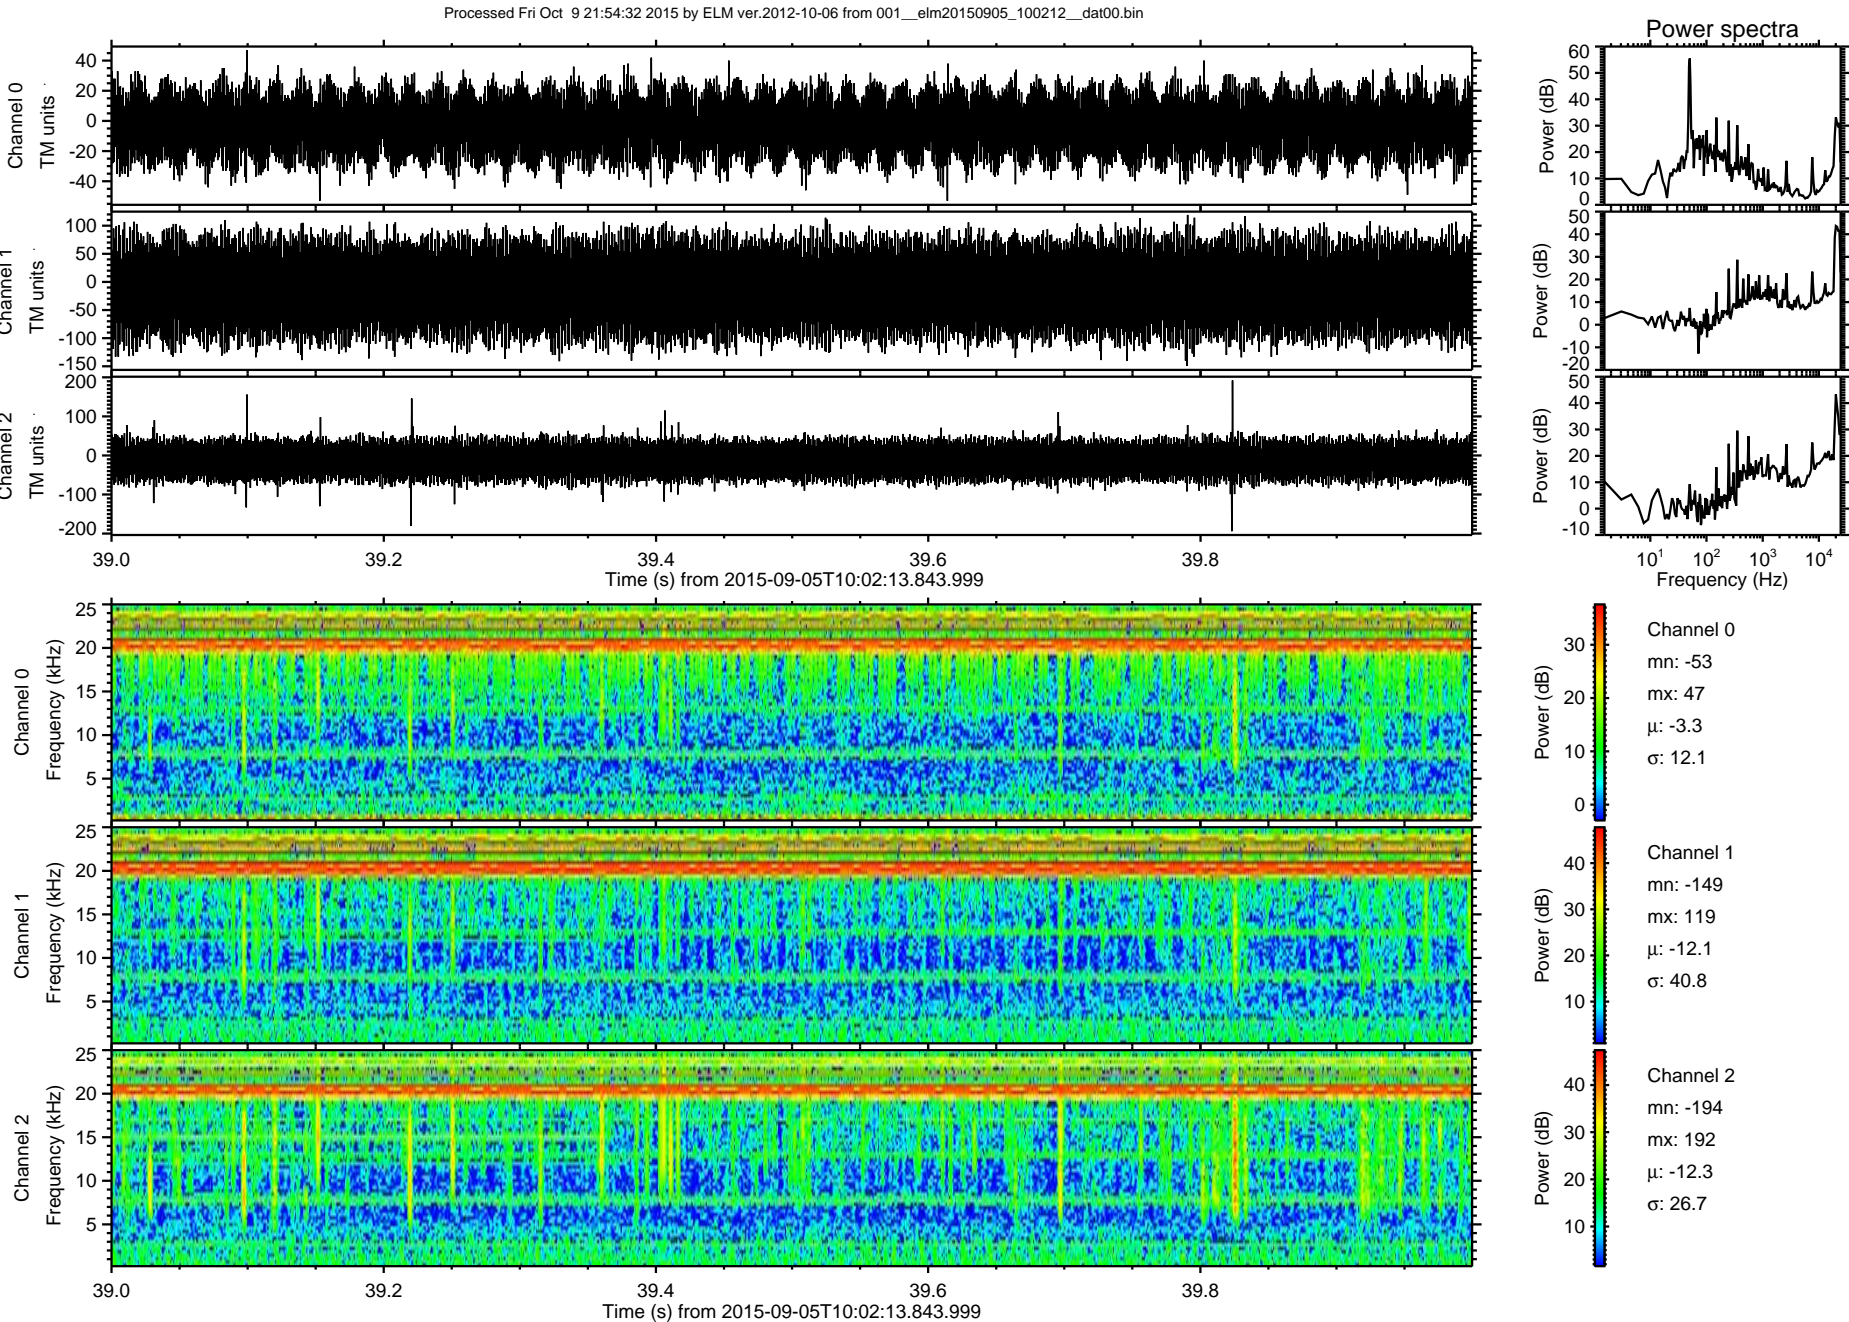 Processed Fri Oct  9 21:54:32 2015 by ELM ver.2012-10-06 from 001__elm20150905_100212__dat00.bin
Power spectra
Channel 0
TM units
40
20
0
-20
-40
Power (dB)
60
50
40
30
20
10
0
Channel 1
TM units
100
50
0
-50
-100
-150
Power (dB)
50
40
30
20
10
0
-10
-20
Channel 2
TM units
200
100
0
-100
-200
Power (dB)
50
40
30
20
10
0
-10
39.0 39.2 39.4 39.6 39.8
Time (s) from 2015-09-05T10:02:13.843.999
10^1 10^2 10^3 10^4
Frequency (Hz)
Channel 0
Frequency (kHz)
25
20
15
10
5
Power (dB)
30
20
10
0
Channel 0
mn: -53
mx: 47
μ: -3.3
σ: 12.1
Channel 1
Frequency (kHz)
25
20
15
10
5
Power (dB)
40
30
20
10
Channel 1
mn: -149
mx: 119
μ: -12.1
σ: 40.8
Channel 2
Frequency (kHz)
25
20
15
10
5
Power (dB)
40
30
20
10
Channel 2
mn: -194
mx: 192
μ: -12.3
σ: 26.7
39.0 39.2 39.4 39.6 39.8
Time (s) from 2015-09-05T10:02:13.843.999